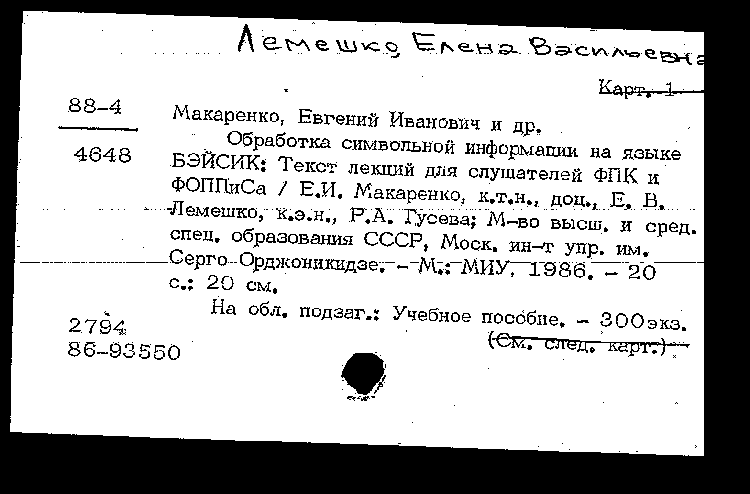 Лемешко Елена Васильевна
Карт. 1
88-4
4648
Макаренко, Евгений Иванович и др.
Обработка символьной информации на языке
БЭЙСИК: Текст лекций для слушателей ФПК и
ФОППиСа / Е.И. Макаренко, к.т.н., доц., Е. В.
Лемешко, к.э.н., Р.А. Гусева; М-во высш. и сред.
спец. образования СССР, Моск. ин-т упр. им.
Серго Орджоникидзе. - М.: МИУ, 1986. - 20
с.; 20 см.
На обл. подзаг.: Учебное пособие. - 300экз.
(См. след. карт.)
2794
86-93550